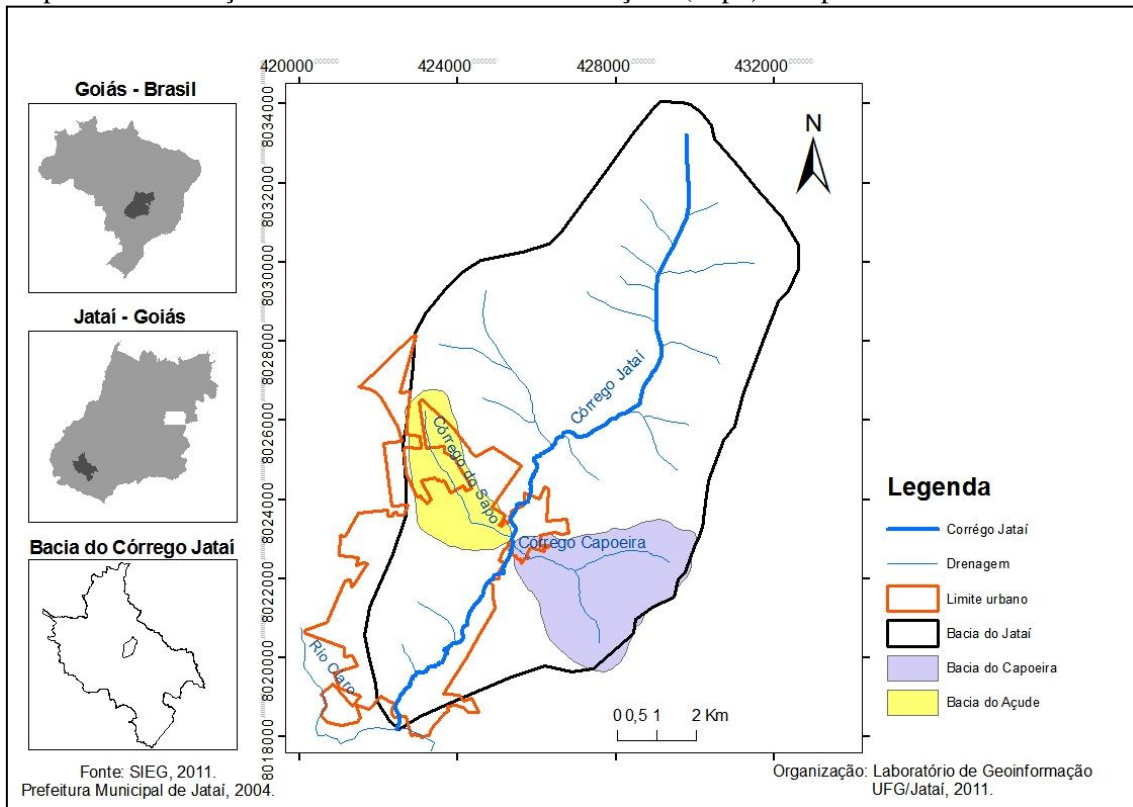 Goiás - Brasil
Jataí - Goiás
Bacia do Córrego Jataí
Fonte: SIEG, 2011.
Prefeitura Municipal de Jataí, 2004.
420000 424000 428000 432000
8034000
8032000
8030000
8028000
8026000
8024000
8022000
8020000
8018000
N
Córrego Jataí
Córrego do Sapo
Córrego Capoeira
Rio Claro
0 0,5 1 2 Km
Legenda
Corrégo Jataí
Drenagem
Limite urbano
Bacia do Jataí
Bacia do Capoeira
Bacia do Açude
Organização: Laboratório de Geoinformação
UFG/Jataí, 2011.